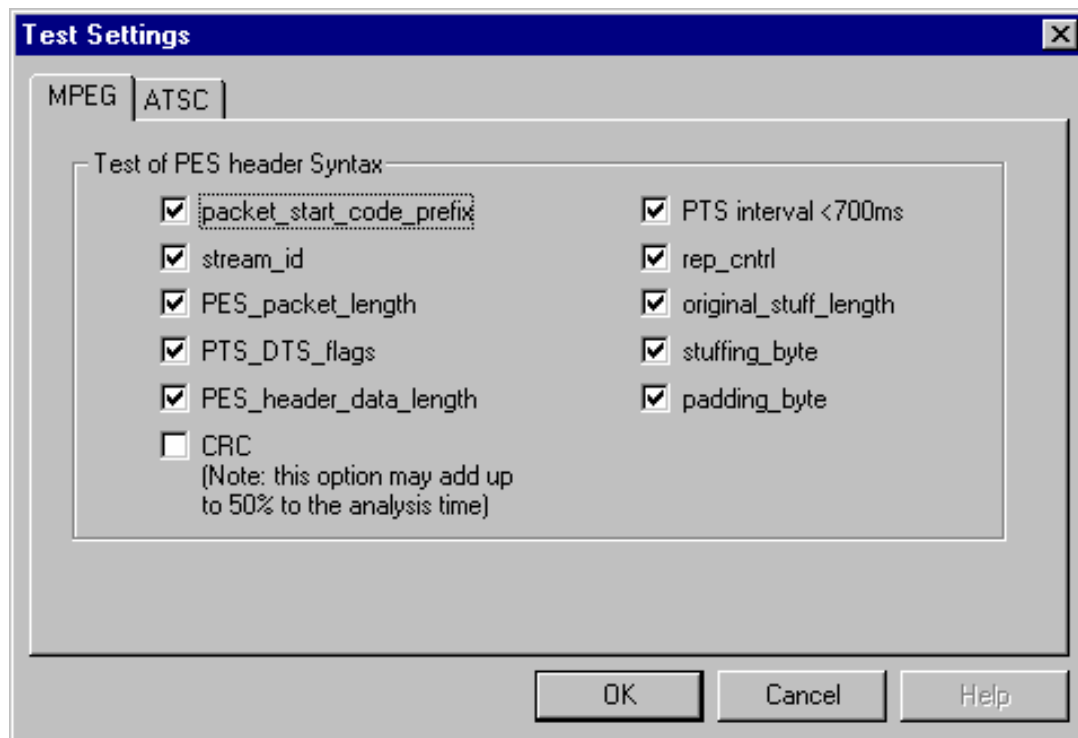 Test Settings
MPEG
ATSC
Test of PES header Syntax
packet_start_code_prefix
stream_id
PES_packet_length
PTS_DTS_flags
PES_header_data_length
CRC
(Note: this option may add up
to 50% to the analysis time)
PTS interval <700ms
rep_cntrl
original_stuff_length
stuffing_byte
padding_byte
OK
Cancel
Help